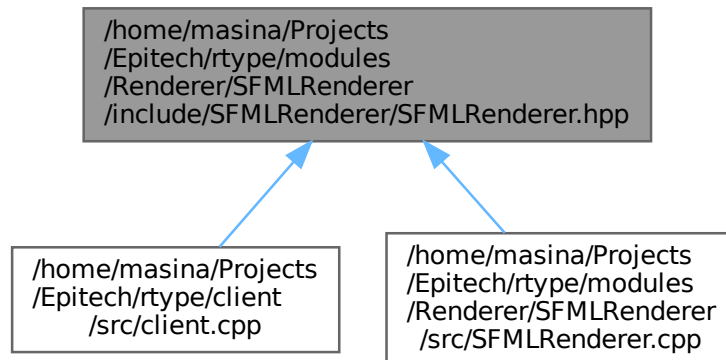 /home/masina/Projects
/Epitech/rtype/modules
/Renderer/SFMLRenderer
/include/SFMLRenderer/SFMLRenderer.hpp
/home/masina/Projects
/Epitech/rtype/client
/src/client.cpp
/home/masina/Projects
/Epitech/rtype/modules
/Renderer/SFMLRenderer
/src/SFMLRenderer.cpp